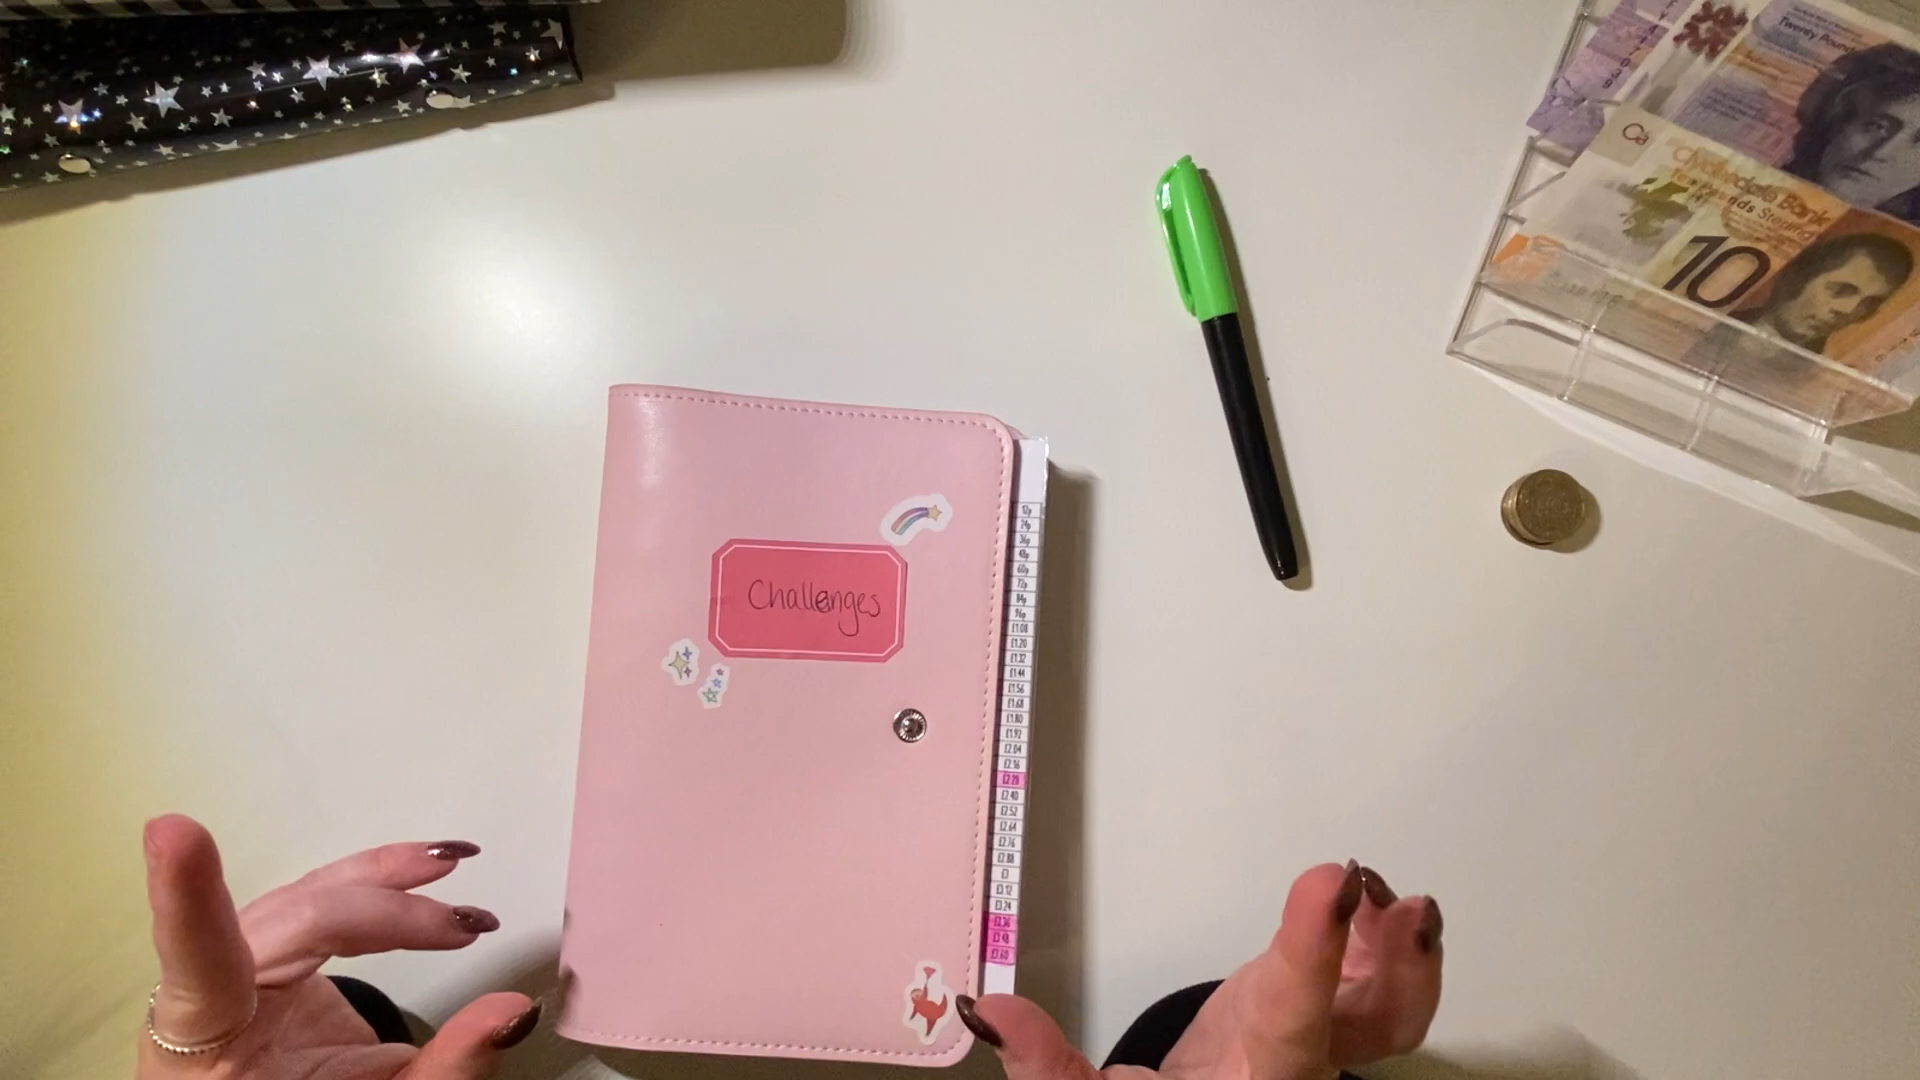 Twenty Pounds
Clydesdale Bank
Ten Pounds Sterling
10
Challenges
12p
24p
36p
48p
60p
72p
84p
96p
£1.08
£1.20
£1.32
£1.44
£1.56
£1.68
£1.80
£1.92
£2.04
£2.16
£2.28
£2.40
£2.52
£2.64
£2.76
£2.88
£3
£3.12
£3.24
£3.36
£3.48
£3.60